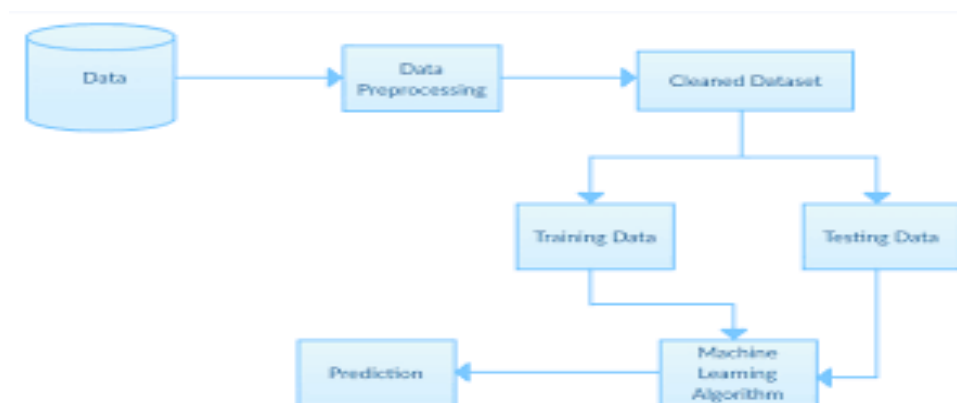 Data
Data
Preprocessing
Cleaned Dataset
Training Data
Testing Data
Machine
Learning
Algorithm
Prediction